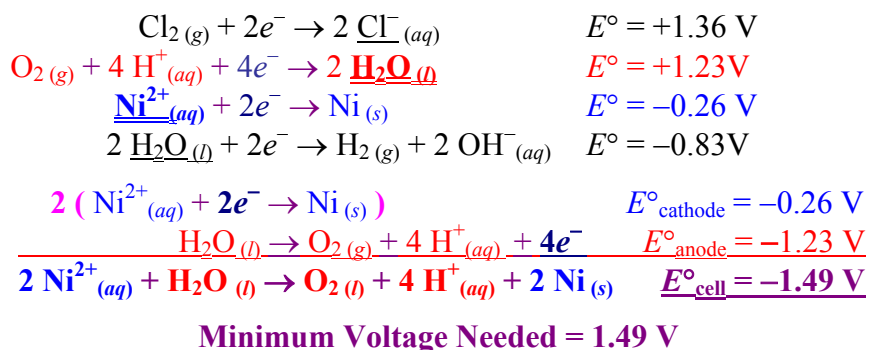 Cl₂ (g) + 2e⁻ → 2 Cl⁻ (aq) E° = +1.36 V
O₂ (g) + 4 H⁺(aq) + 4e⁻ → 2 H₂O (l) E° = +1.23V
Ni²⁺(aq) + 2e⁻ → Ni (s) E° = –0.26 V
2 H₂O (l) + 2e⁻ → H₂ (g) + 2 OH⁻(aq) E° = –0.83V
2 ( Ni²⁺(aq) + 2e⁻ → Ni (s) ) E°cathode = –0.26 V
H₂O (l) → O₂ (g) + 4 H⁺(aq) + 4e⁻ E°anode = –1.23 V
2 Ni²⁺(aq) + H₂O (l) → O₂ (l) + 4 H⁺(aq) + 2 Ni (s) E°cell = –1.49 V
Minimum Voltage Needed = 1.49 V